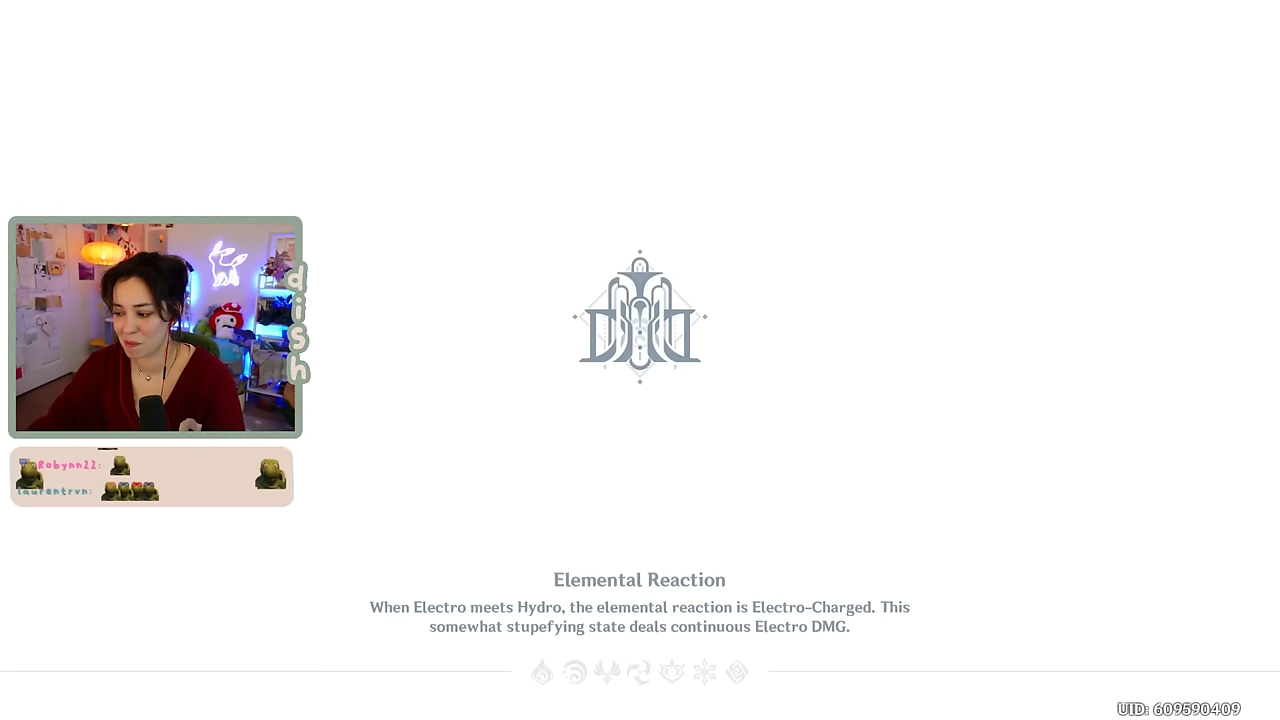 dish
Robynn22:
laurentrvn:
Elemental Reaction
When Electro meets Hydro, the elemental reaction is Electro-Charged. This
somewhat stupefying state deals continuous Electro DMG.
UID: 609590409